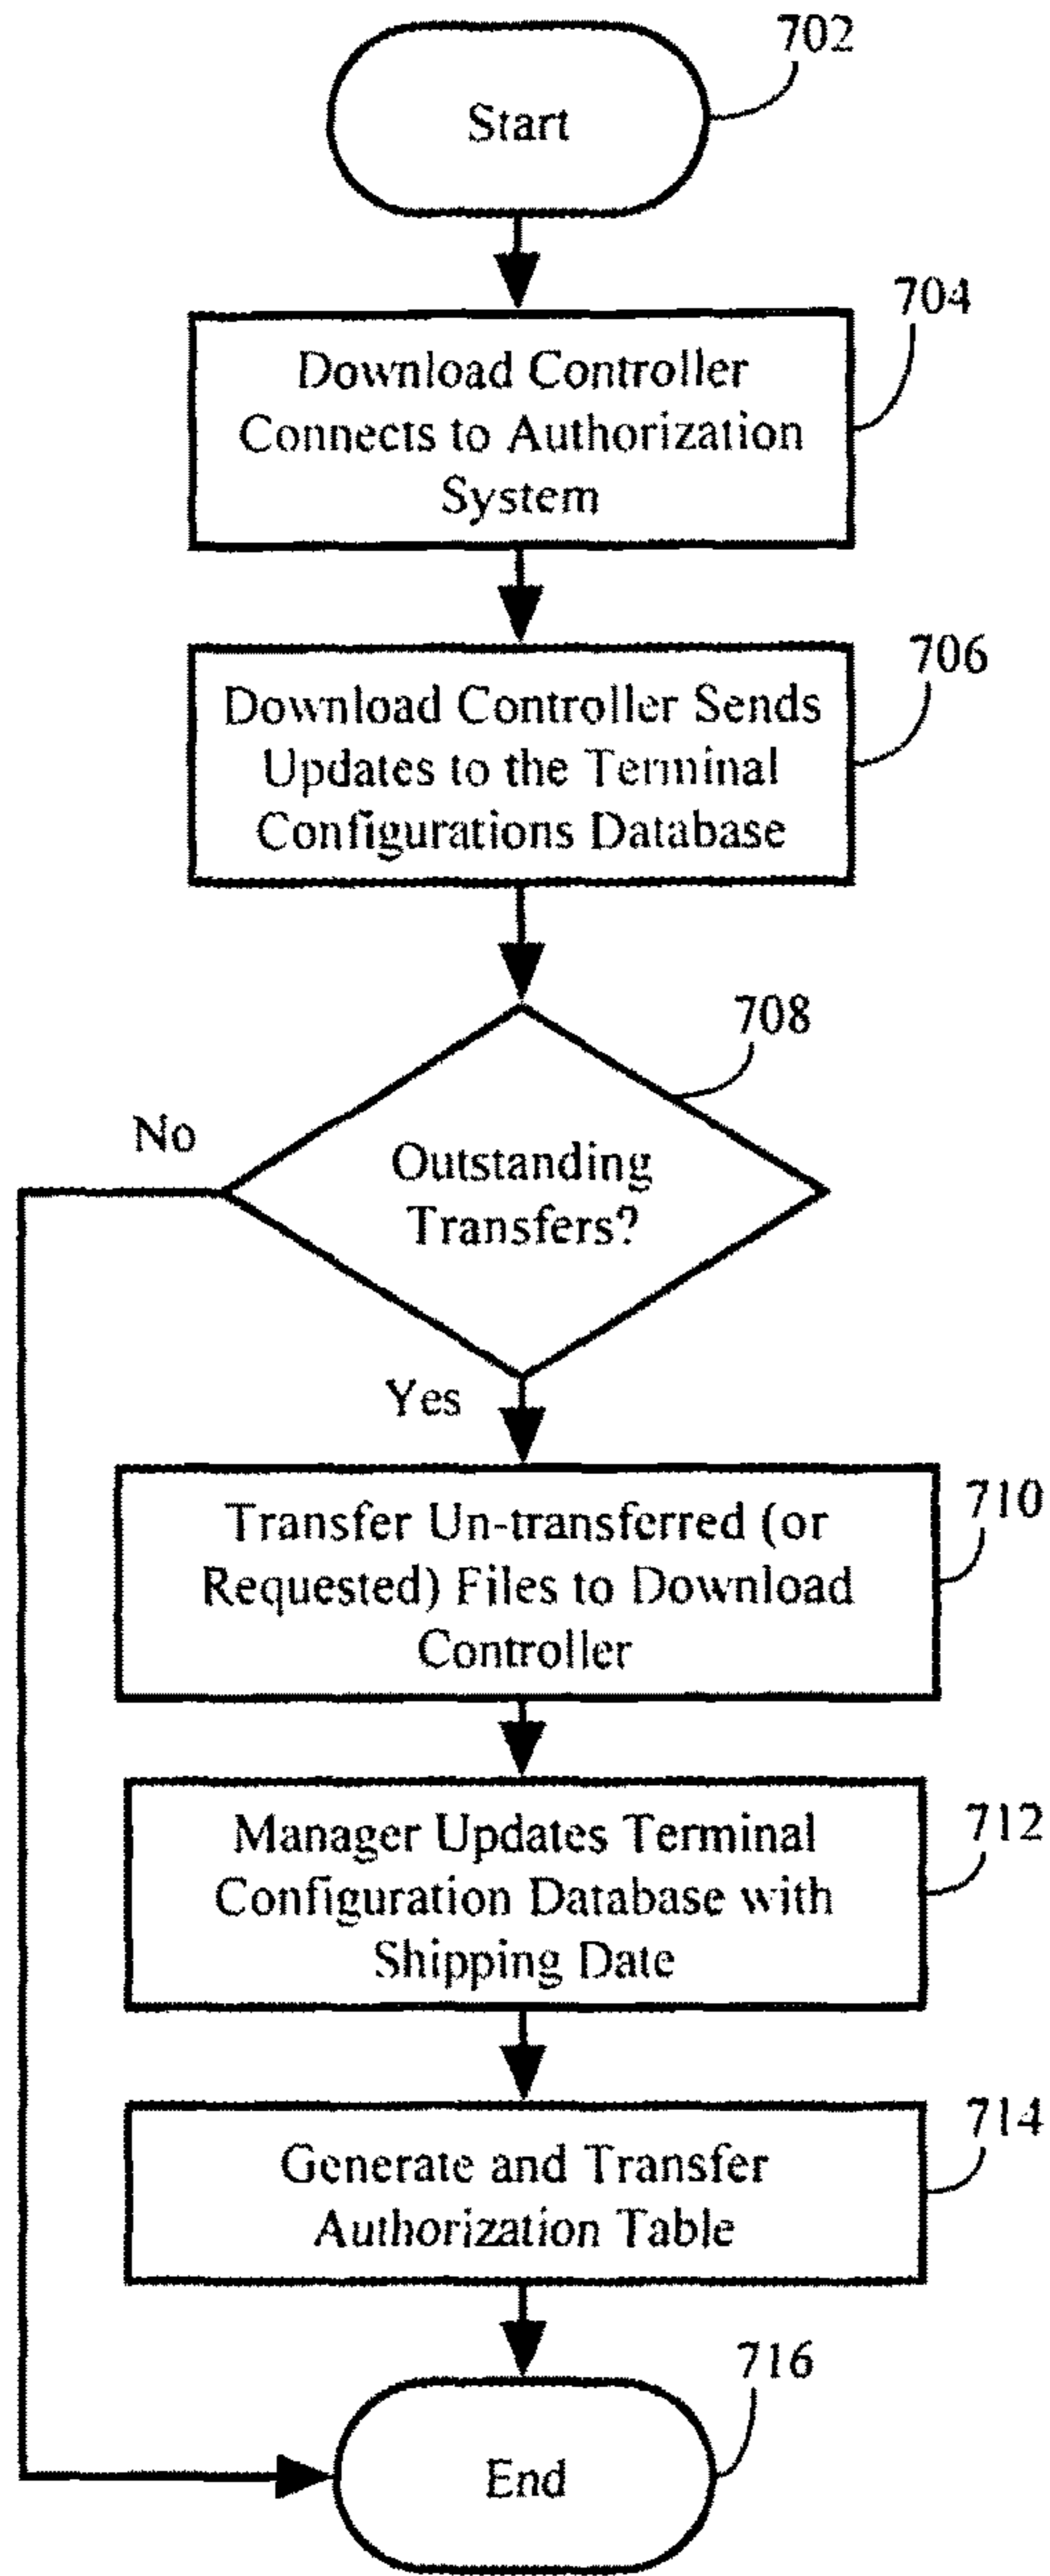 702
Start
704
Download Controller
Connects to Authorization
System
706
Download Controller Sends
Updates to the Terminal
Configurations Database
708
No
Outstanding
Transfers?
Yes
710
Transfer Un-transferred (or
Requested) Files to Download
Controller
712
Manager Updates Terminal
Configuration Database with
Shipping Date
714
Generate and Transfer
Authorization Table
716
End